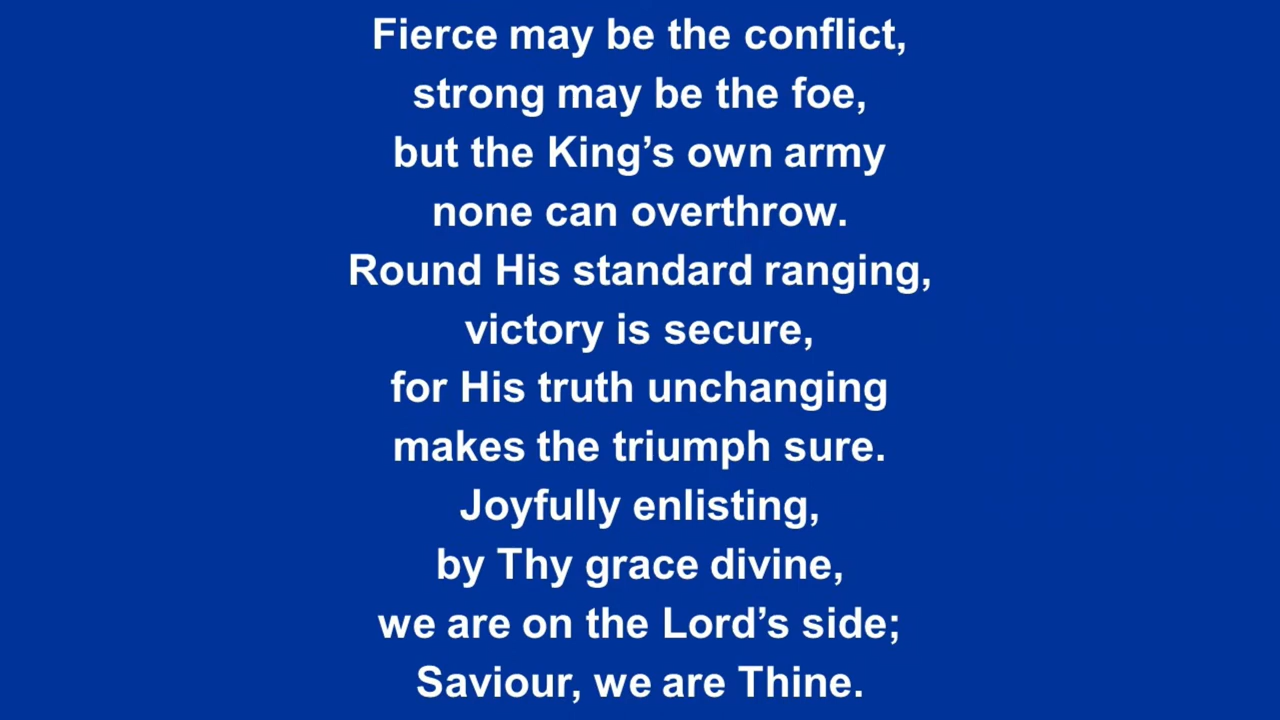 Fierce may be the conflict,
strong may be the foe,
but the King’s own army
none can overthrow.
Round His standard ranging,
victory is secure,
for His truth unchanging
makes the triumph sure.
Joyfully enlisting,
by Thy grace divine,
we are on the Lord’s side;
Saviour, we are Thine.